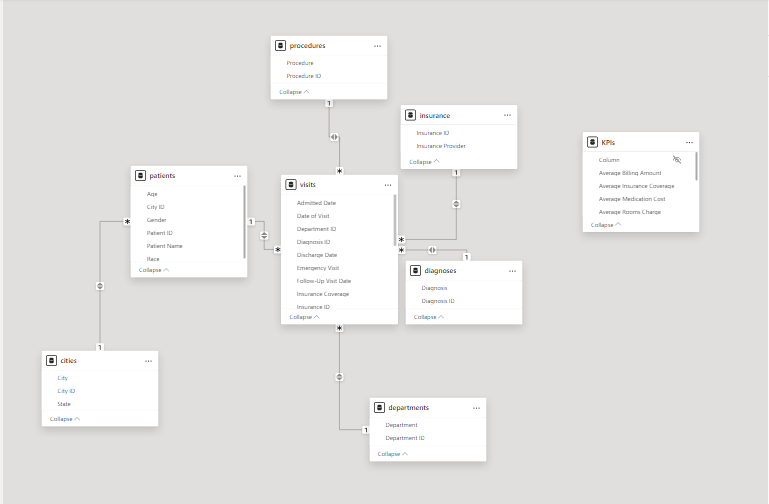 procedures
Procedure
Procedure ID
Collapse
1
*
insurance
Insurance ID
Insurance Provider
Collapse
1
*
KPIs
Column
Average Billing Amount
Average Insurance Coverage
Average Medication Cost
Average Rooms Charge
Collapse
patients
Age
City ID
Gender
Patient ID
Patient Name
Race
Collapse
*
1
visits
Admitted Date
Date of Visit
Department ID
Diagnosis ID
Discharge Date
Emergency Visit
Follow-Up Visit Date
Insurance Coverage
Insurance ID
Collapse
*
*
*
1
diagnoses
Diagnosis
Diagnosis ID
Collapse
1
cities
City
City ID
State
Collapse
1
departments
Department
Department ID
Collapse